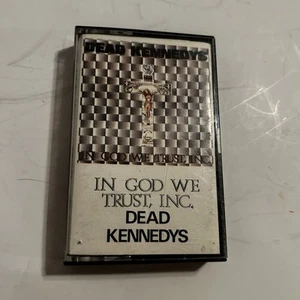 DEAD KENNEDYS
IN GOD WE TRUST, INC.
IN GOD WE
TRUST, INC.
DEAD
KENNEDYS